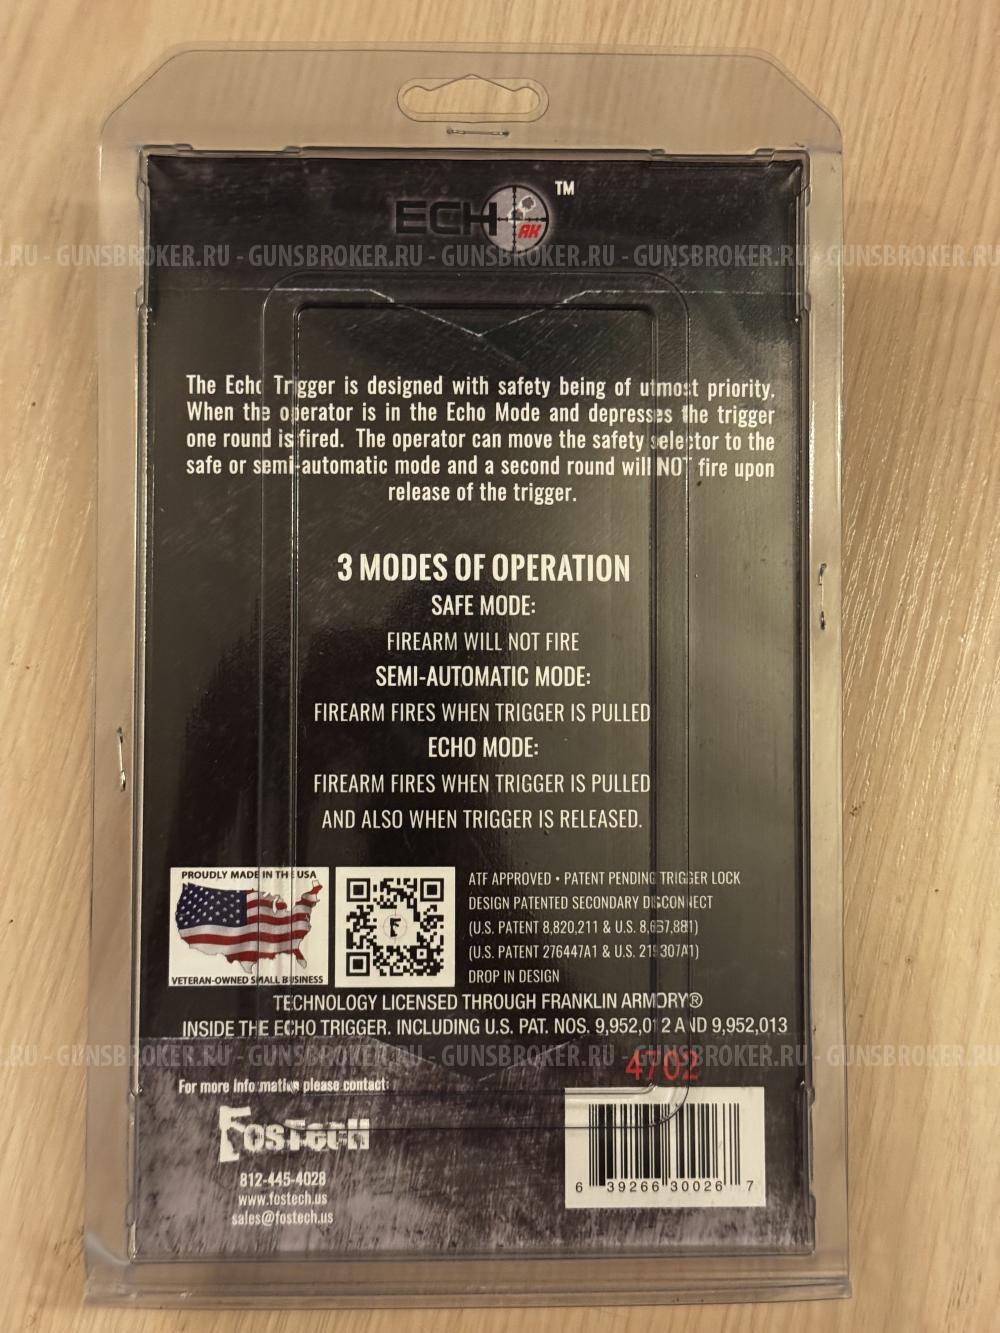 ECHO AK TM
.RU - GUNSBROKER.RU - GUNSBROKER.RU - GUNSBROKER.RU - GUNSBROKER.RU - GUNSBROKER
The Echo Trigger is designed with safety being of utmost priority.
When the operator is in the Echo Mode and depresses the trigger
one round is fired. The operator can move the safety selector to the
safe or semi-automatic mode and a second round will NOT fire upon
release of the trigger.
3 MODES OF OPERATION
SAFE MODE:
FIREARM WILL NOT FIRE
SEMI-AUTOMATIC MODE:
FIREARM FIRES WHEN TRIGGER IS PULLED
ECHO MODE:
FIREARM FIRES WHEN TRIGGER IS PULLED
AND ALSO WHEN TRIGGER IS RELEASED.
PROUDLY MADE IN THE USA
VETERAN-OWNED SMALL BUSINESS
F
ATF APPROVED • PATENT PENDING TRIGGER LOCK
DESIGN PATENTED SECONDARY DISCONNECT
(U.S. PATENT 8,820,211 & U.S. 8,667,881)
(U.S. PATENT 276447A1 & U.S. 219307A1)
DROP IN DESIGN
TECHNOLOGY LICENSED THROUGH FRANKLIN ARMORY®
INSIDE THE ECHO TRIGGER. INCLUDING U.S. PAT. NOS. 9,952,012 AND 9,952,013
.RU - GUNSBROKER.RU - GUNSBROKER.RU - GUNSBROKER.RU - GUNSBROKER.RU - GUNSBROKER
4702
For more information please contact:
FosTech
812-445-4028
www.fostech.us
sales@fostech.us
6 39266 30026 7